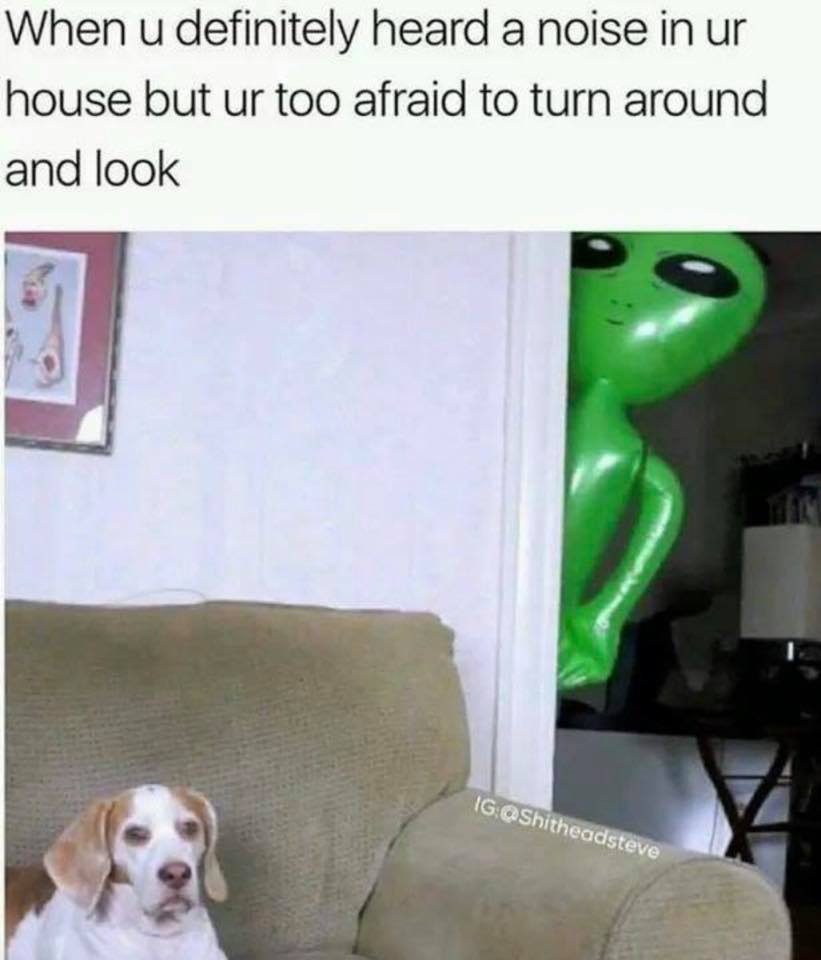 When u definitely heard a noise in ur
house but ur too afraid to turn around
and look
IG:@Shitheadsteve